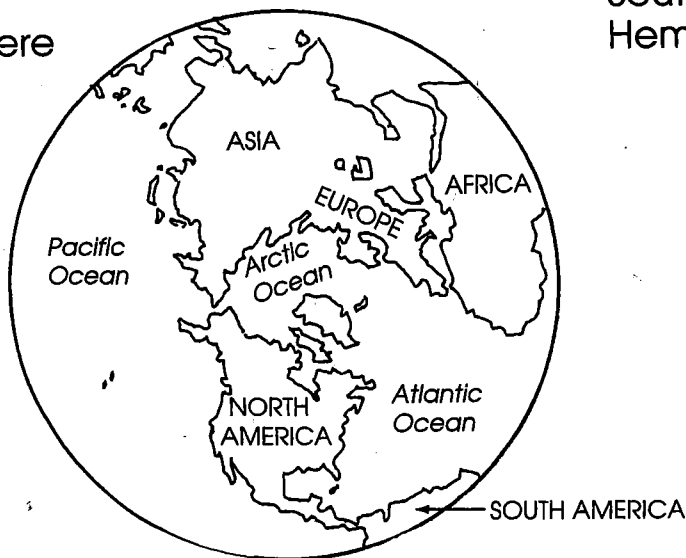 ere
Hem
ASIA
AFRICA
EUROPE
Pacific
Ocean
Arctic
Ocean
NORTH
AMERICA
Atlantic
Ocean
SOUTH AMERICA